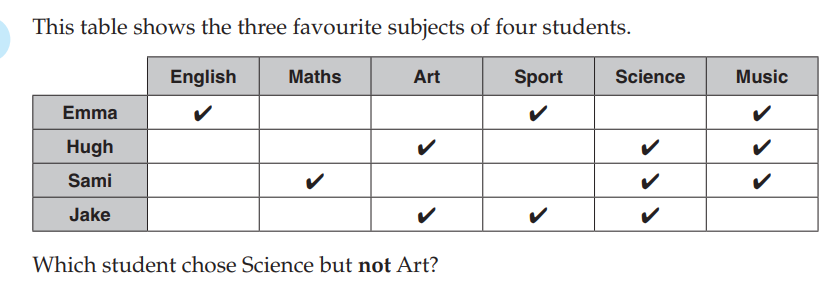 This table shows the three favourite subjects of four students.
English Maths Art Sport Science Music
Emma ✔ ✔ ✔
Hugh ✔ ✔ ✔
Sami ✔ ✔ ✔
Jake ✔ ✔ ✔
Which student chose Science but not Art?